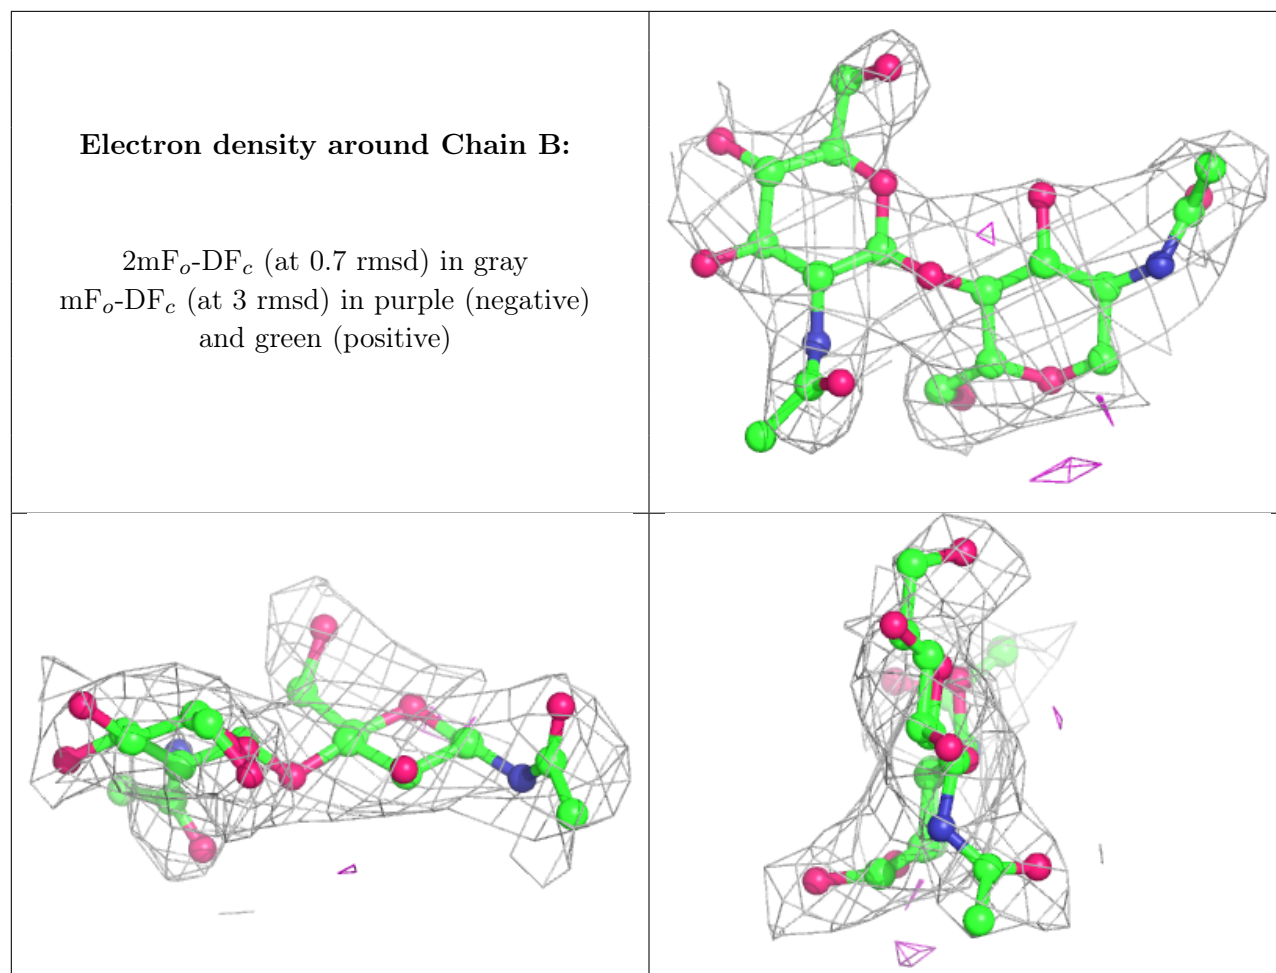 Electron density around Chain B:
2mFo-DFc (at 0.7 rmsd) in gray
mFo-DFc (at 3 rmsd) in purple (negative)
and green (positive)